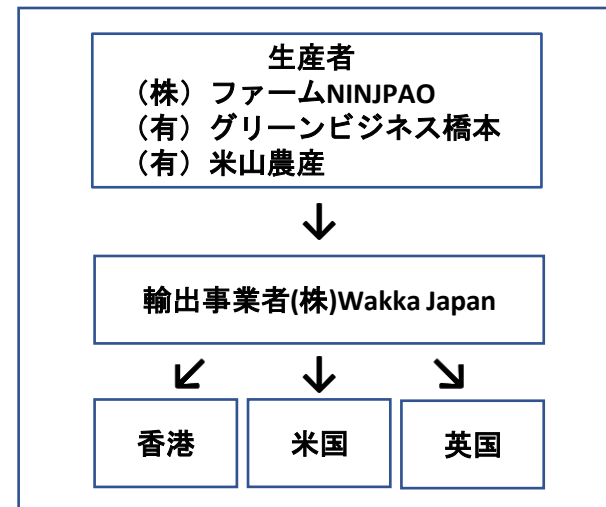 生産者
（株）ファームNINJPAO
（有）グリーンビジネス橋本
（有）米山農産
↓
輸出事業者(株)Wakka Japan
↙ ↓ ↘
香港 米国 英国